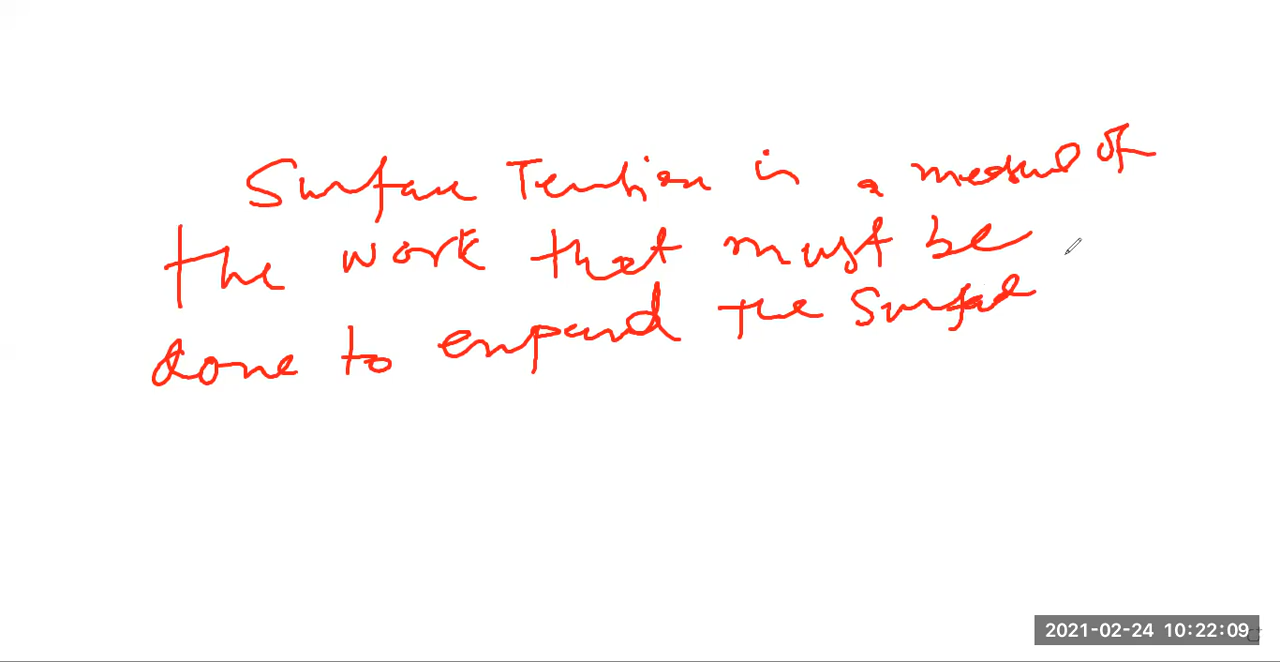 Surface Tension is a measure of
the work that must be
done to expand the Surface
2021-02-24 10:22:09